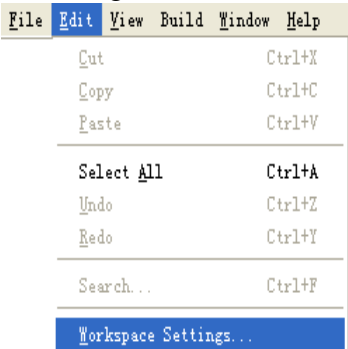 File Edit View Build Window Help
Cut Ctrl+X
Copy Ctrl+C
Paste Ctrl+V
Select All Ctrl+A
Undo Ctrl+Z
Redo Ctrl+Y
Search... Ctrl+F
Workspace Settings...